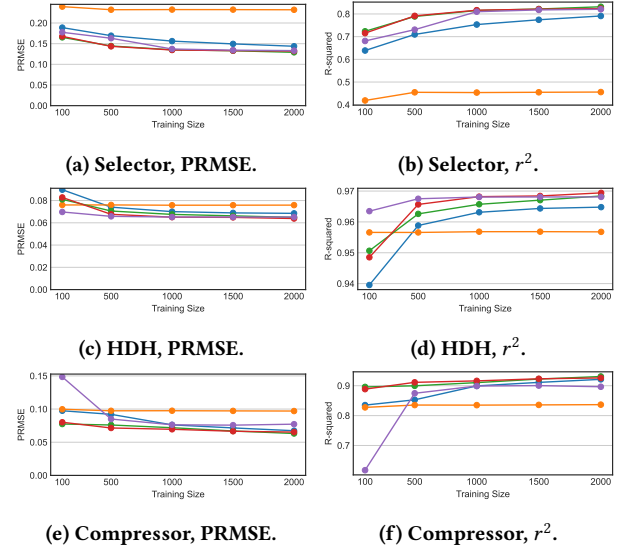 0.20
0.15
0.10
0.05
0.00
PRMSE
100 500 1000 1500 2000
Training Size
0.8
0.7
0.6
0.5
0.4
R-squared
100 500 1000 1500 2000
Training Size
(a) Selector, PRMSE.
(b) Selector, r².
0.08
0.06
0.04
0.02
0.00
PRMSE
100 500 1000 1500 2000
Training Size
0.97
0.96
0.95
0.94
R-squared
100 500 1000 1500 2000
Training Size
(c) HDH, PRMSE.
(d) HDH, r².
0.15
0.10
0.05
0.00
PRMSE
100 500 1000 1500 2000
Training Size
0.9
0.8
0.7
R-squared
100 500 1000 1500 2000
Training Size
(e) Compressor, PRMSE.
(f) Compressor, r².